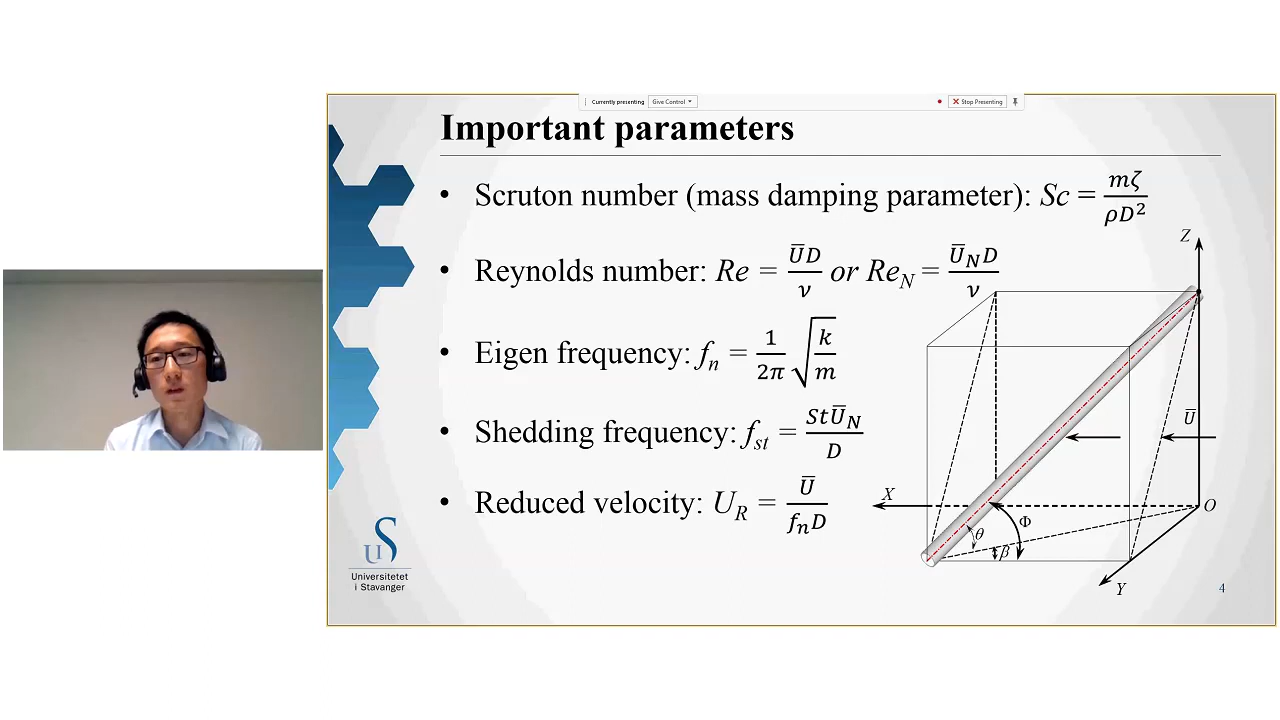 Currently presenting Give Control Stop Presenting
Important parameters
• Scruton number (mass damping parameter): Sc = mζ / ρD²
• Reynolds number: Re = ŪD / ν or Re_N = Ū_N D / ν
• Eigen frequency: f_n = 1 / 2π √(k / m)
• Shedding frequency: f_st = StŪ_N / D
• Reduced velocity: U_R = Ū / f_n D
Z
Ū
X
O
Φ
θ
β
Y
US
Universitetet
i Stavanger
4